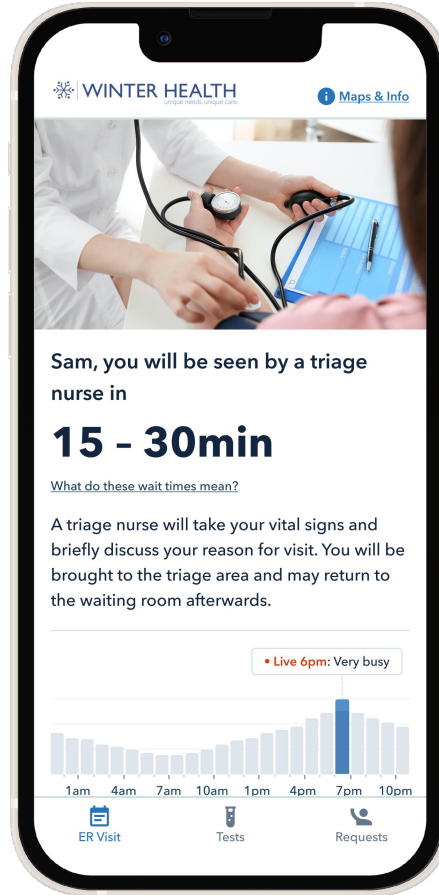 WINTER HEALTH
unique needs. unique care.
Maps & Info
Sam, you will be seen by a triage
nurse in
15 – 30min
What do these wait times mean?
A triage nurse will take your vital signs and
briefly discuss your reason for visit. You will be
brought to the triage area and may return to
the waiting room afterwards.
• Live 6pm: Very busy
1am 4am 7am 10am 1pm 4pm 7pm 10pm
ER Visit Tests Requests